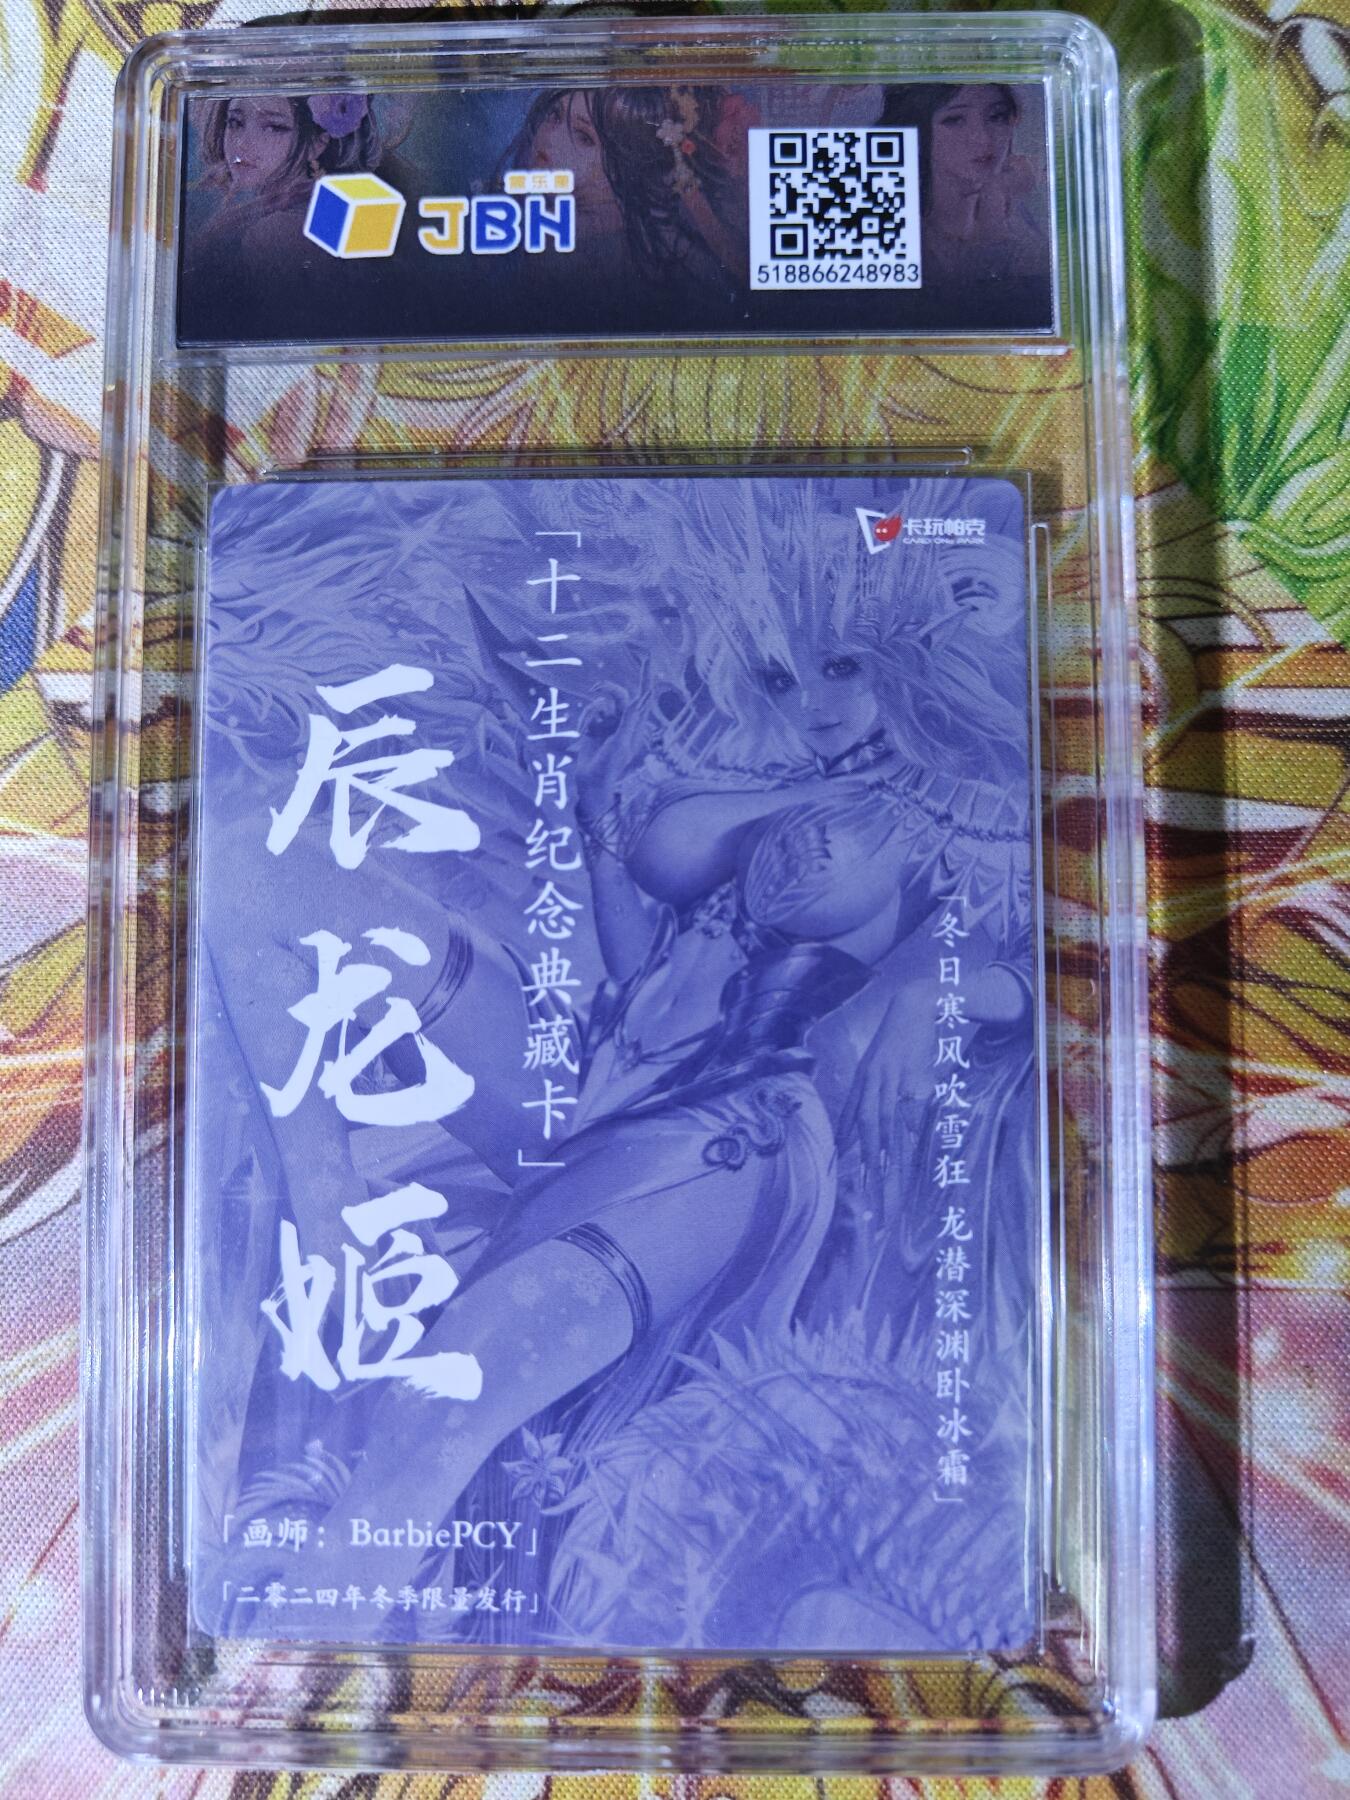 JBH
518866248983
卡玩帕克
「十二生肖纪念典藏卡」
辰龙姬
「冬日寒风吹雪狂 龙潜深渊卧冰霜」
「画师：BarbiePCY」
「二零二四年冬季限量发行」